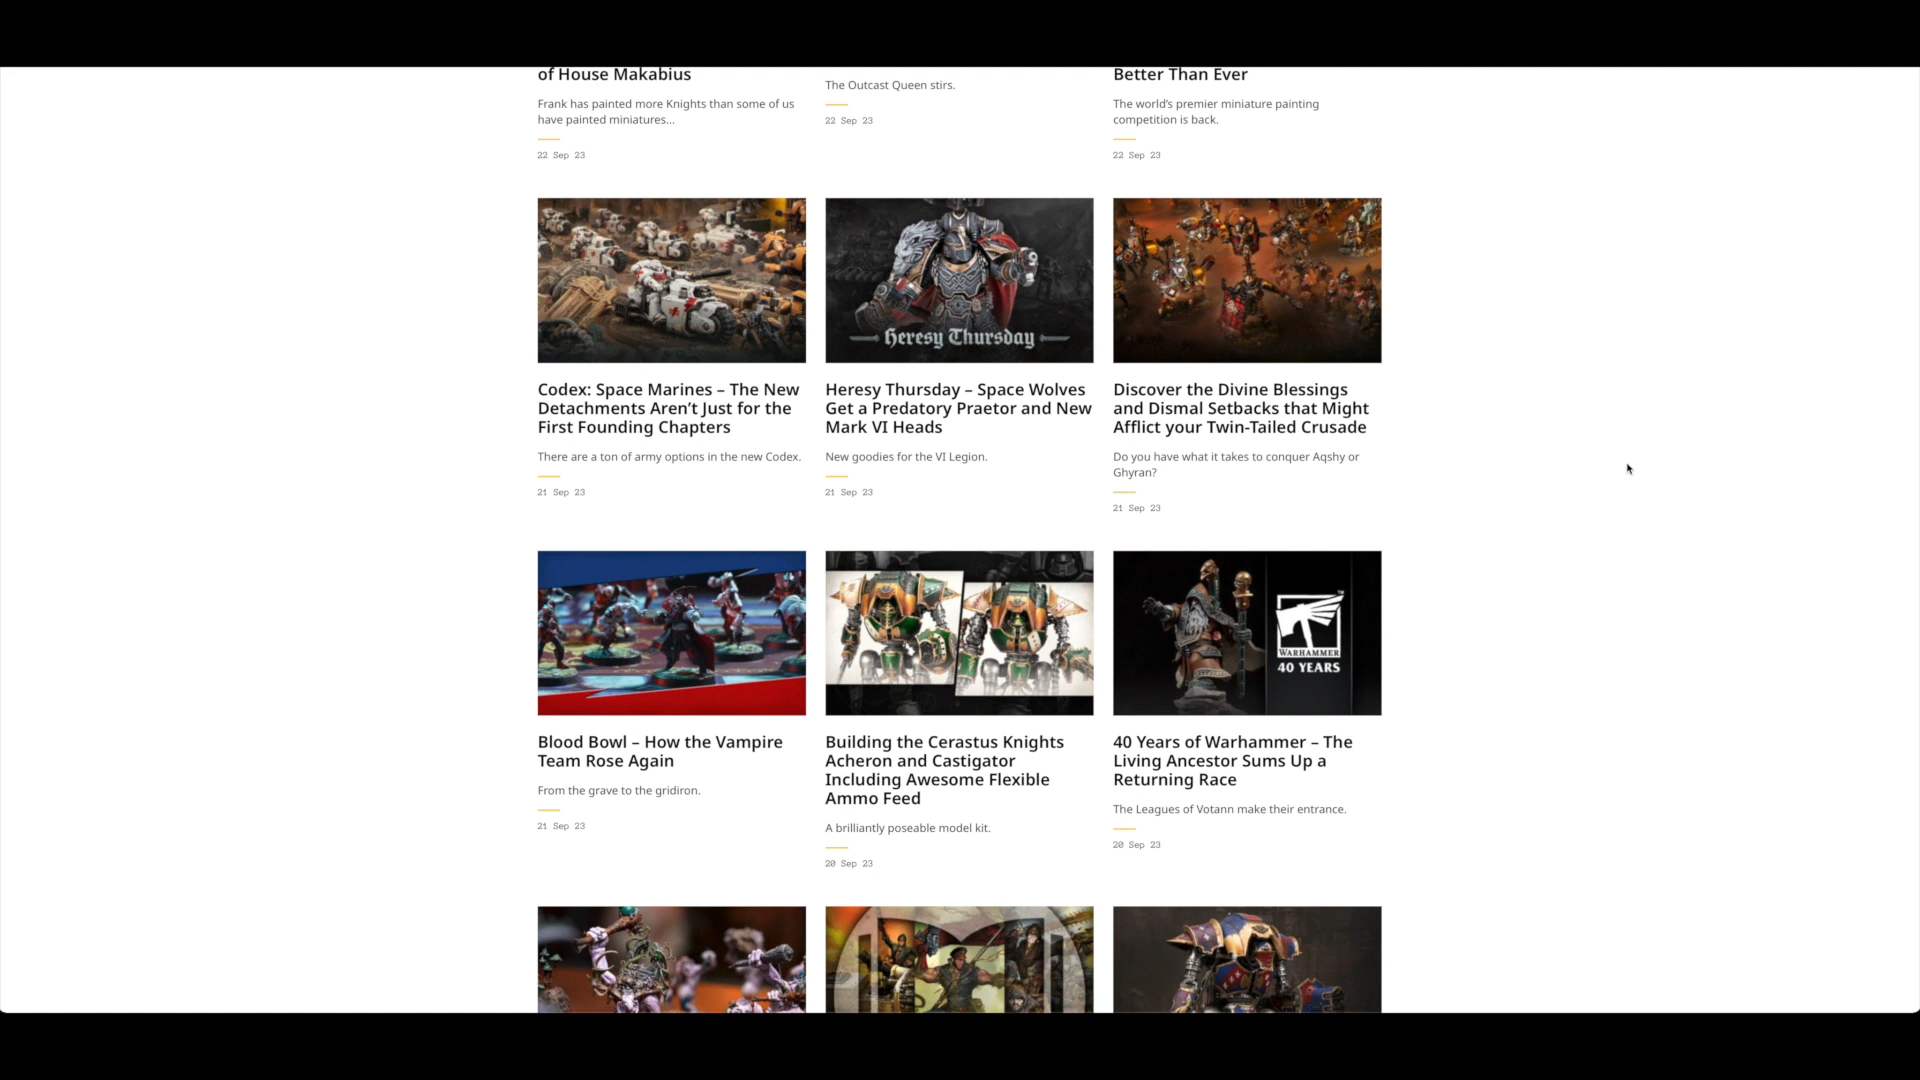 of House Makabius
Frank has painted more Knights than some of us
have painted miniatures...
22 Sep 23
The Outcast Queen stirs.
22 Sep 23
Better Than Ever
The world’s premier miniature painting
competition is back.
22 Sep 23
Codex: Space Marines – The New
Detachments Aren’t Just for the
First Founding Chapters
There are a ton of army options in the new Codex.
21 Sep 23
Heresy Thursday
Heresy Thursday – Space Wolves
Get a Predatory Praetor and New
Mark VI Heads
New goodies for the VI Legion.
21 Sep 23
Discover the Divine Blessings
and Dismal Setbacks that Might
Afflict your Twin-Tailed Crusade
Do you have what it takes to conquer Aqshy or
Ghyran?
21 Sep 23
Blood Bowl – How the Vampire
Team Rose Again
From the grave to the gridiron.
21 Sep 23
Building the Cerastus Knights
Acheron and Castigator
Including Awesome Flexible
Ammo Feed
A brilliantly poseable model kit.
20 Sep 23
WARHAMMER
40 YEARS
40 Years of Warhammer – The
Living Ancestor Sums Up a
Returning Race
The Leagues of Votann make their entrance.
20 Sep 23